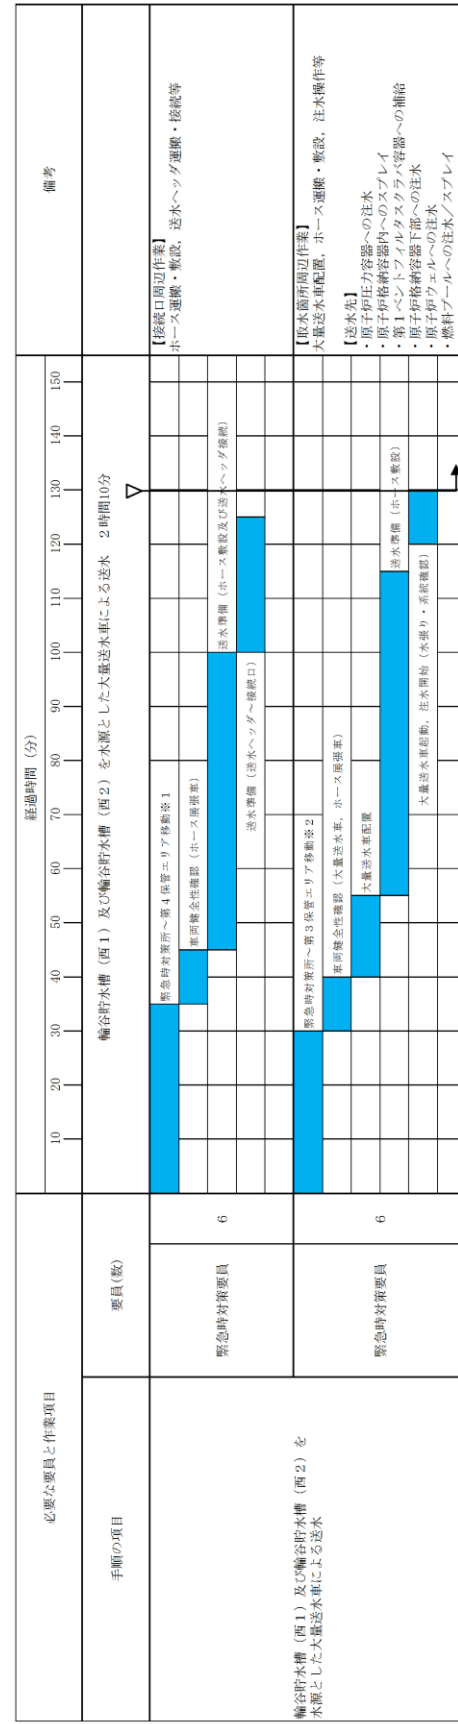 必要な要員と作業項目
経過時間（分）
備考
10 20 30 40 50 60 70 80 90 100 110 120 130 140 150
手順の項目
要員(数)
輪谷貯水槽（西１）及び輪谷貯水槽（西２）を水源とした大量送水車による送水　２時間10分
輪谷貯水槽（西１）及び輪谷貯水槽（西２）を
水源とした大量送水車による送水
緊急時対策要員
6
緊急時対策所～第４保管エリア移動※１
車両健全性確認（ホース展張車）
送水準備（ホース敷設及び送水ヘッダ接続）
送水準備（送水ヘッダ～接続口）
【接続口周辺作業】
ホース運搬・敷設，送水ヘッダ運搬・接続等
緊急時対策要員
6
緊急時対策所～第３保管エリア移動※２
車両健全性確認（大量送水車，ホース展張車）
大量送水車配置
送水準備（ホース敷設）
大量送水車起動，注水開始（水張り・系統確認）
【取水箇所周辺作業】
大量送水車配置，ホース運搬・敷設，注水操作等
【送水先】
・原子炉圧力容器への注水
・原子炉格納容器内へのスプレイ
・第１ベントフィルタスクラバ容器への補給
・原子炉格納容器下部への注水
・原子炉ウェルへの注水
・燃料プールへの注水／スプレイ